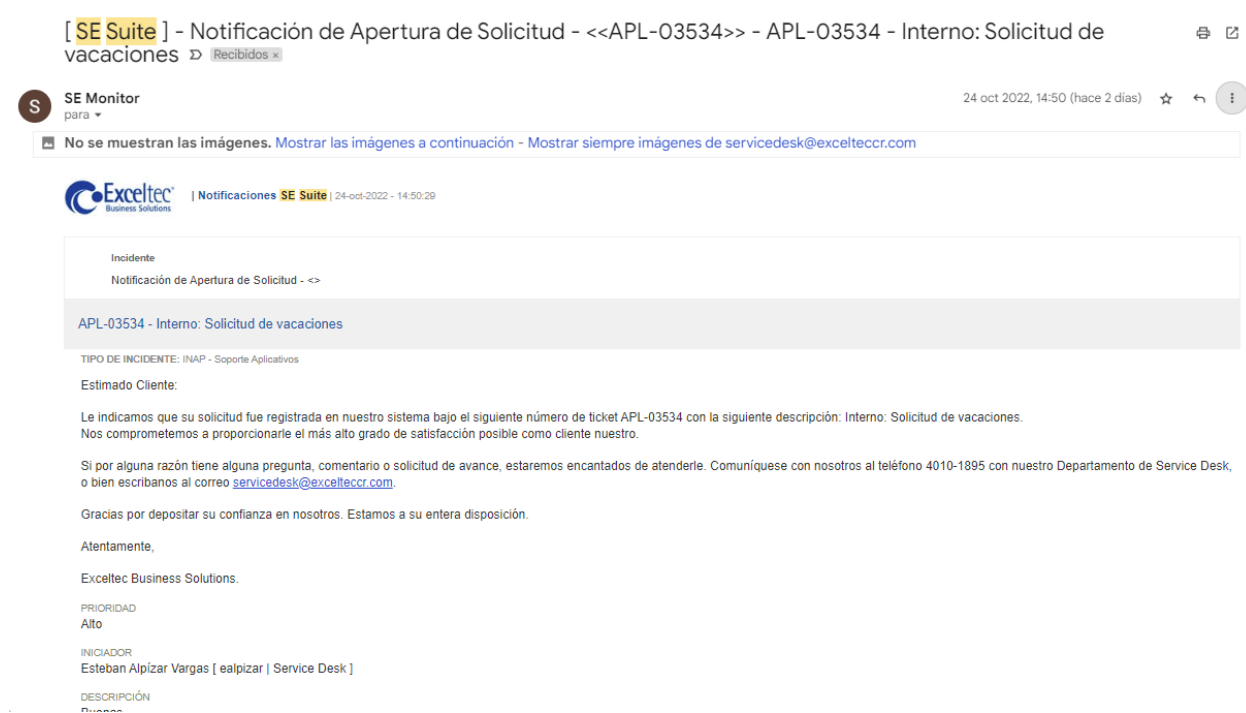 [ SE Suite ] - Notificación de Apertura de Solicitud - <<APL-03534>> - APL-03534 - Interno: Solicitud de
vacaciones Recibidos ×
S
SE Monitor
24 oct 2022, 14:50 (hace 2 días)
para
No se muestran las imágenes. Mostrar las imágenes a continuación - Mostrar siempre imágenes de servicedesk@excelteccr.com
Exceltec
Business Solutions
| Notificaciones SE Suite | 24-oct-2022 - 14:50:29
Incidente
Notificación de Apertura de Solicitud - <>
APL-03534 - Interno: Solicitud de vacaciones
TIPO DE INCIDENTE: INAP - Soporte Aplicativos
Estimado Cliente:
Le indicamos que su solicitud fue registrada en nuestro sistema bajo el siguiente número de ticket APL-03534 con la siguiente descripción: Interno: Solicitud de vacaciones.
Nos comprometemos a proporcionarle el más alto grado de satisfacción posible como cliente nuestro.
Si por alguna razón tiene alguna pregunta, comentario o solicitud de avance, estaremos encantados de atenderle. Comuníquese con nosotros al teléfono 4010-1895 con nuestro Departamento de Service Desk,
o bien escribanos al correo servicedesk@excelteccr.com.
Gracias por depositar su confianza en nosotros. Estamos a su entera disposición.
Atentamente,
Exceltec Business Solutions.
PRIORIDAD
Alto
INICIADOR
Esteban Alpízar Vargas [ ealpizar | Service Desk ]
DESCRIPCIÓN